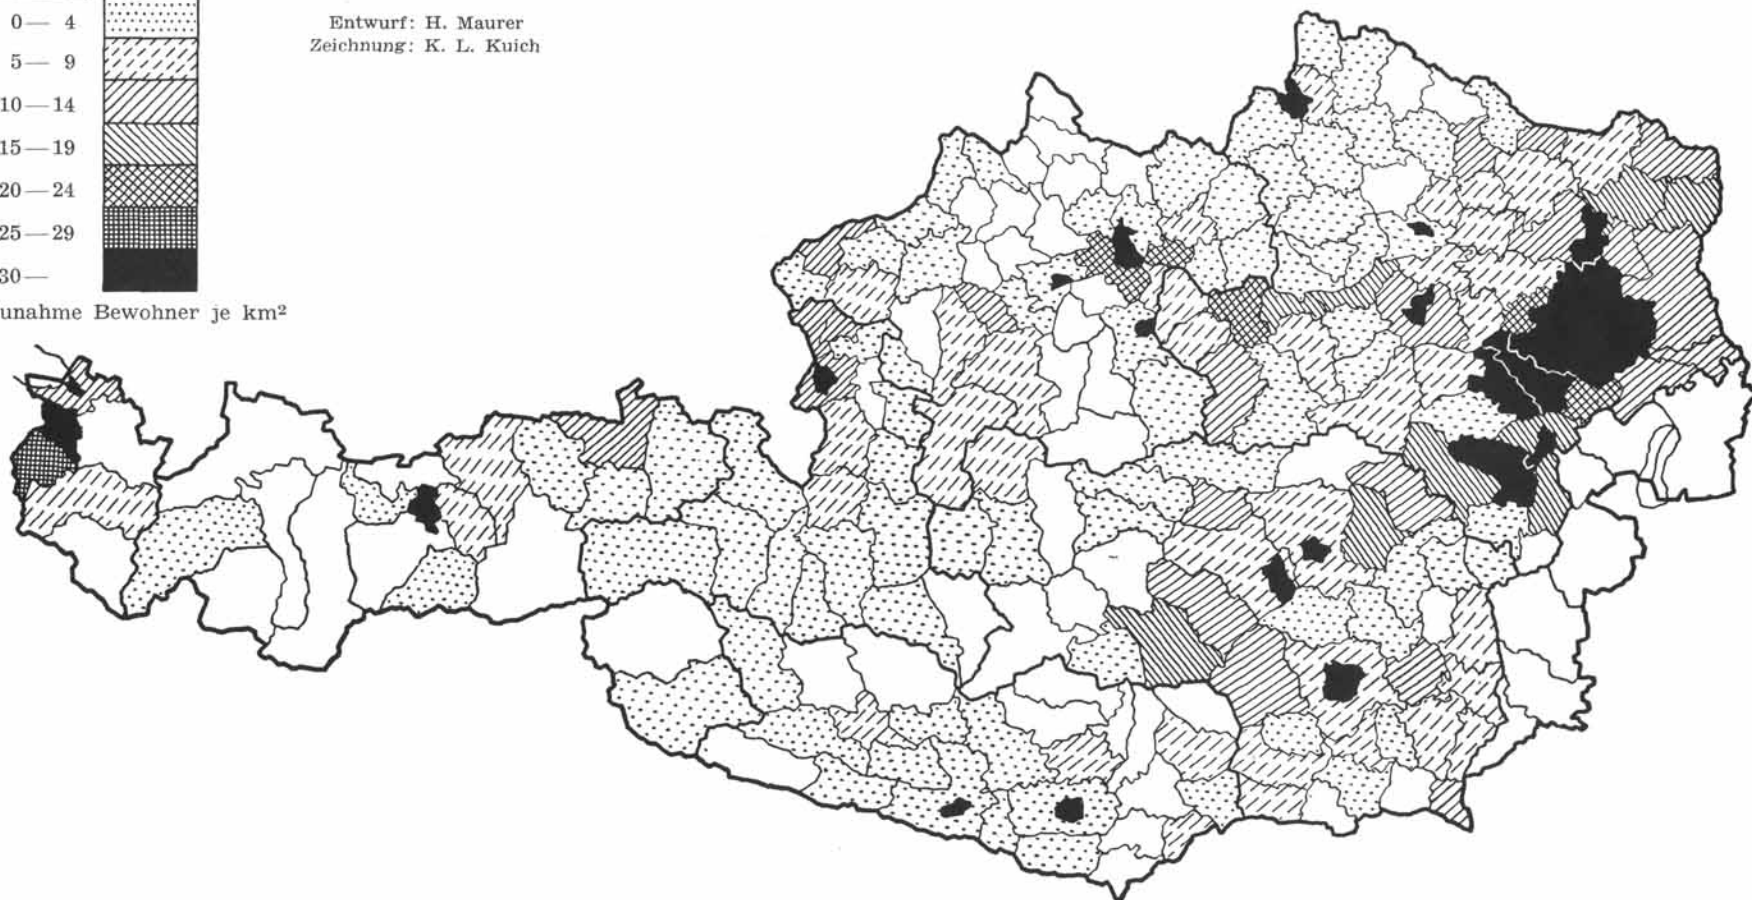 0— 4
5— 9
10— 14
15— 19
20— 24
25— 29
30—
unahme Bewohner je km²
Entwurf: H. Maurer
Zeichnung: K. L. Kuich